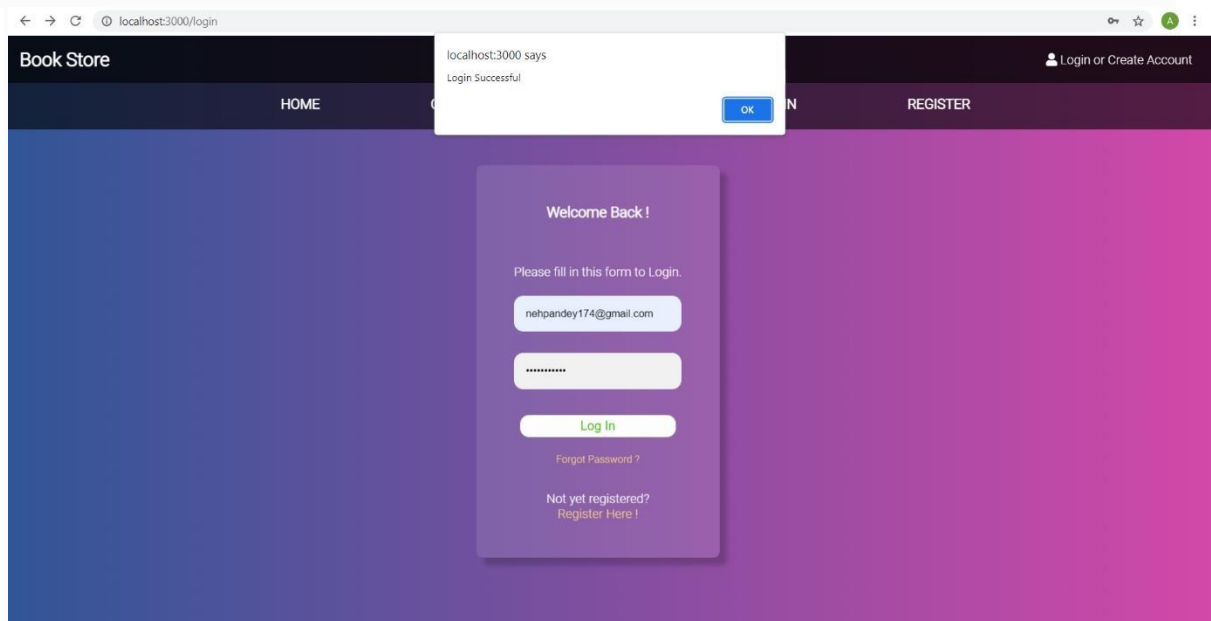 localhost:3000/login
A
Book Store
localhost:3000 says
Login Successful
OK
Login or Create Account
HOME
REGISTER
Welcome Back !
Please fill in this form to Login.
nehpandey174@gmail.com
•••••••••••
Log In
Forgot Password ?
Not yet registered?
Register Here !